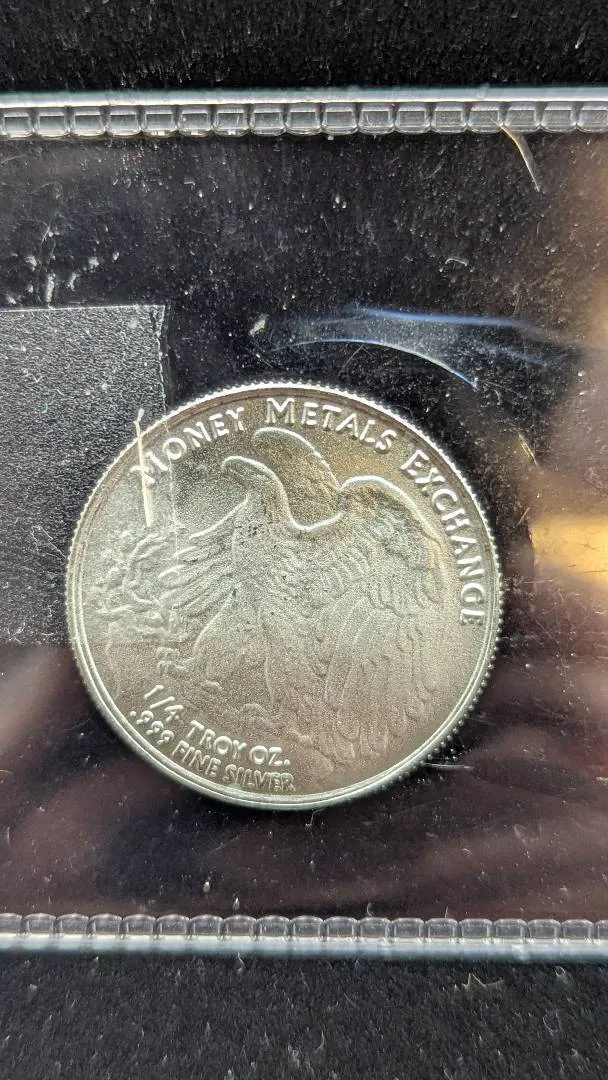 MONEY METALS EXCHANGE
1/4 TROY OZ.
.999 FINE SILVER